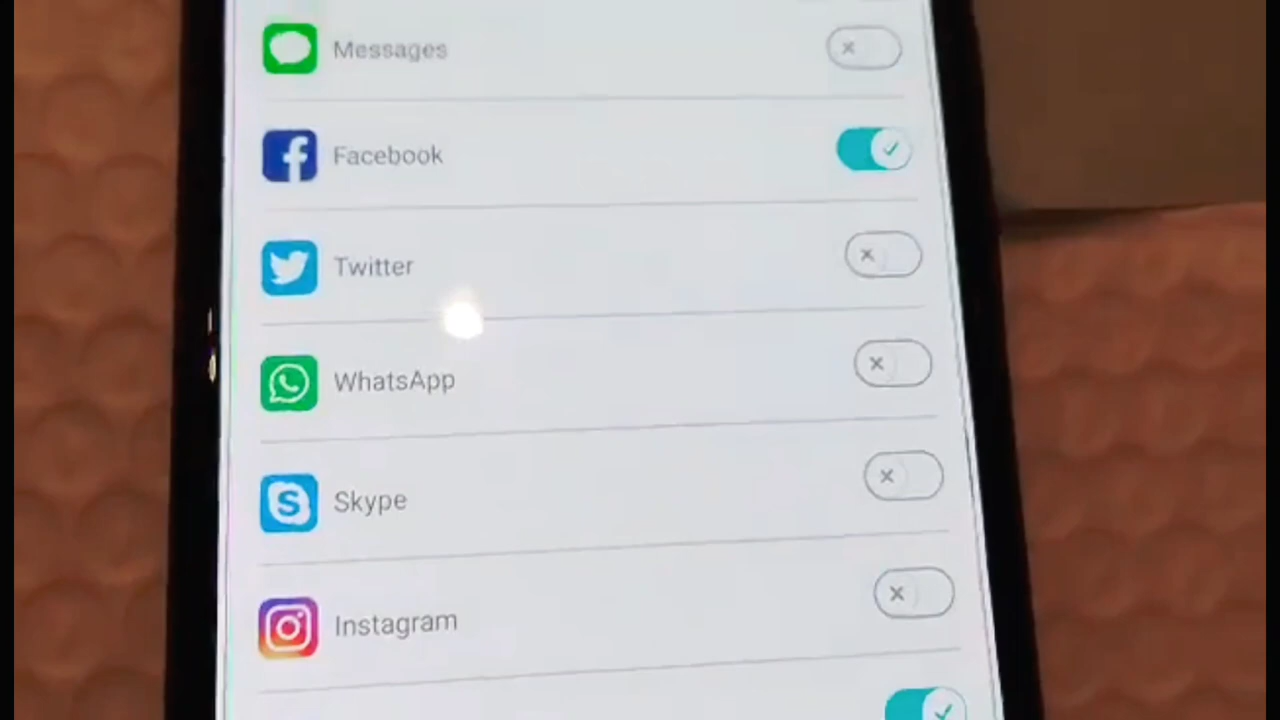 Messages
Facebook
Twitter
WhatsApp
Skype
Instagram